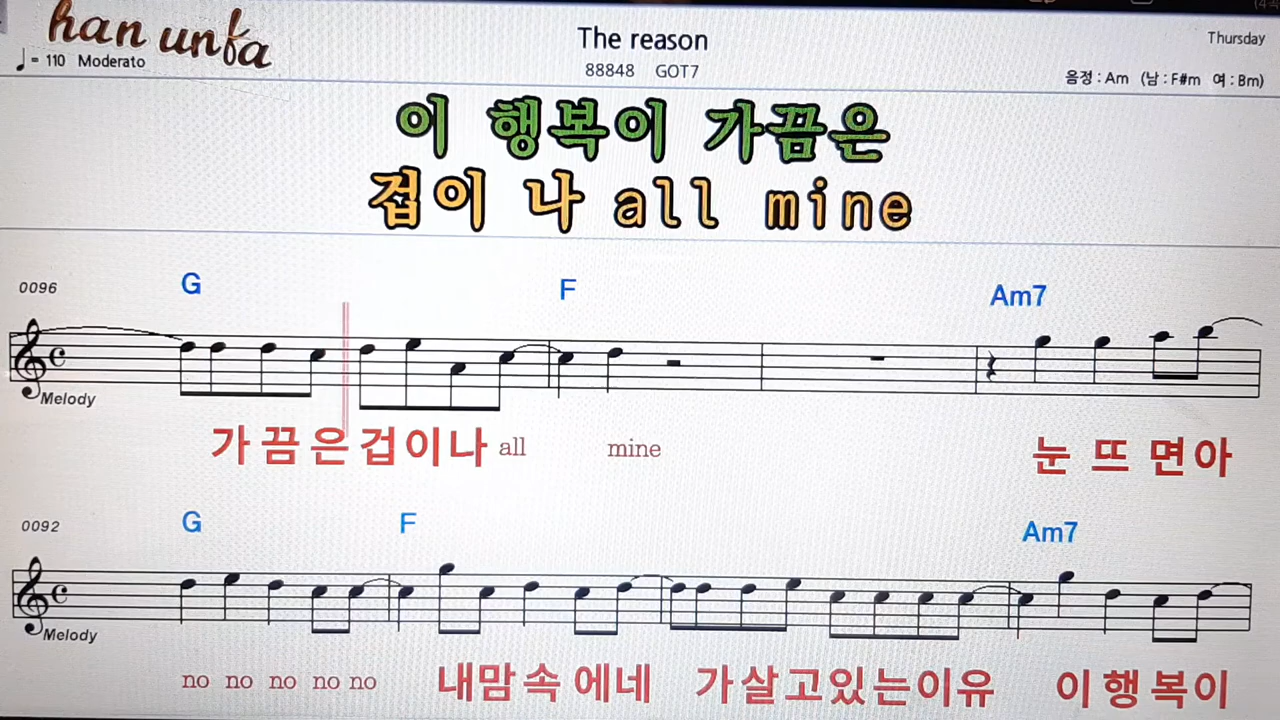 han unfa
The reason
Thursday
♩= 110 Moderato
88848 GOT7
음정 : Am (남 : F#m 여 : Bm)
이 행복이 가끔은
겁이 나 all mine
0096 G F Am7
Melody
가 끔 은 겁이나 all mine 눈 뜨 면아
0092 G F Am7
Melody
no no no no no 내맘 속 에네 가살고있는이유 이 행 복이